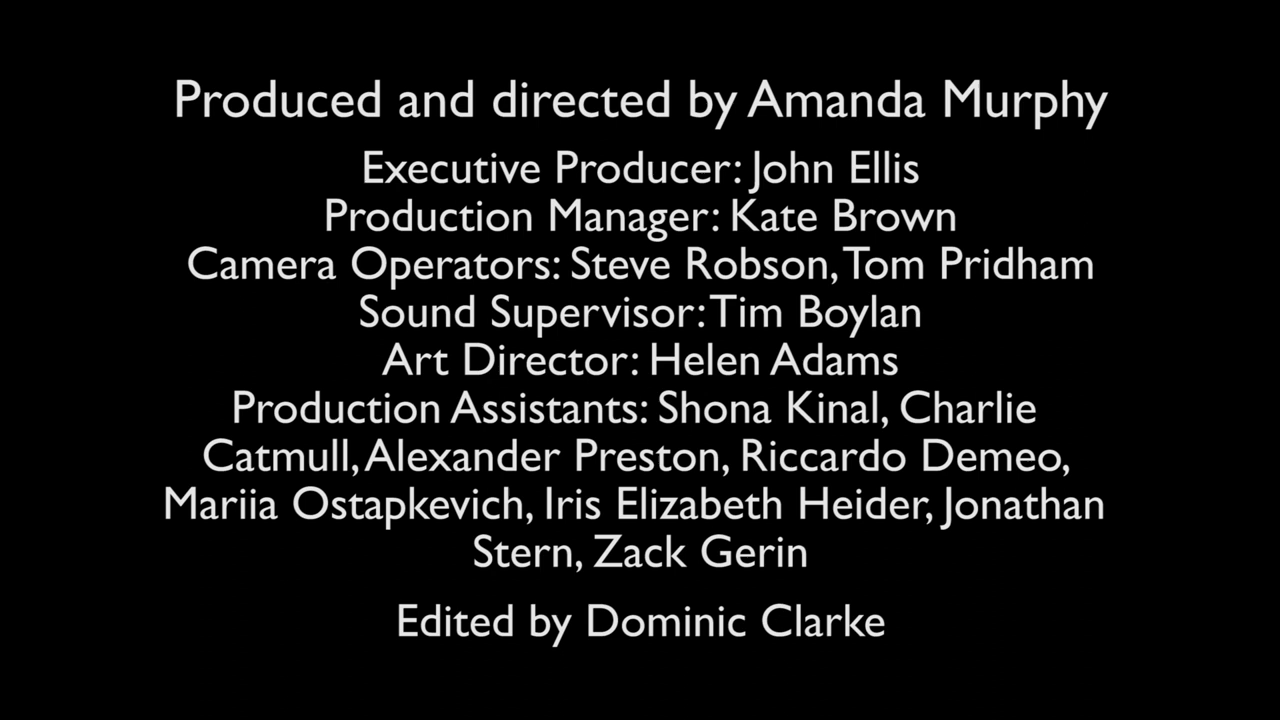 Produced and directed by Amanda Murphy
Executive Producer: John Ellis
Production Manager: Kate Brown
Camera Operators: Steve Robson, Tom Pridham
Sound Supervisor: Tim Boylan
Art Director: Helen Adams
Production Assistants: Shona Kinal, Charlie
Catmull, Alexander Preston, Riccardo Demeo,
Mariia Ostapkevich, Iris Elizabeth Heider, Jonathan
Stern, Zack Gerin
Edited by Dominic Clarke